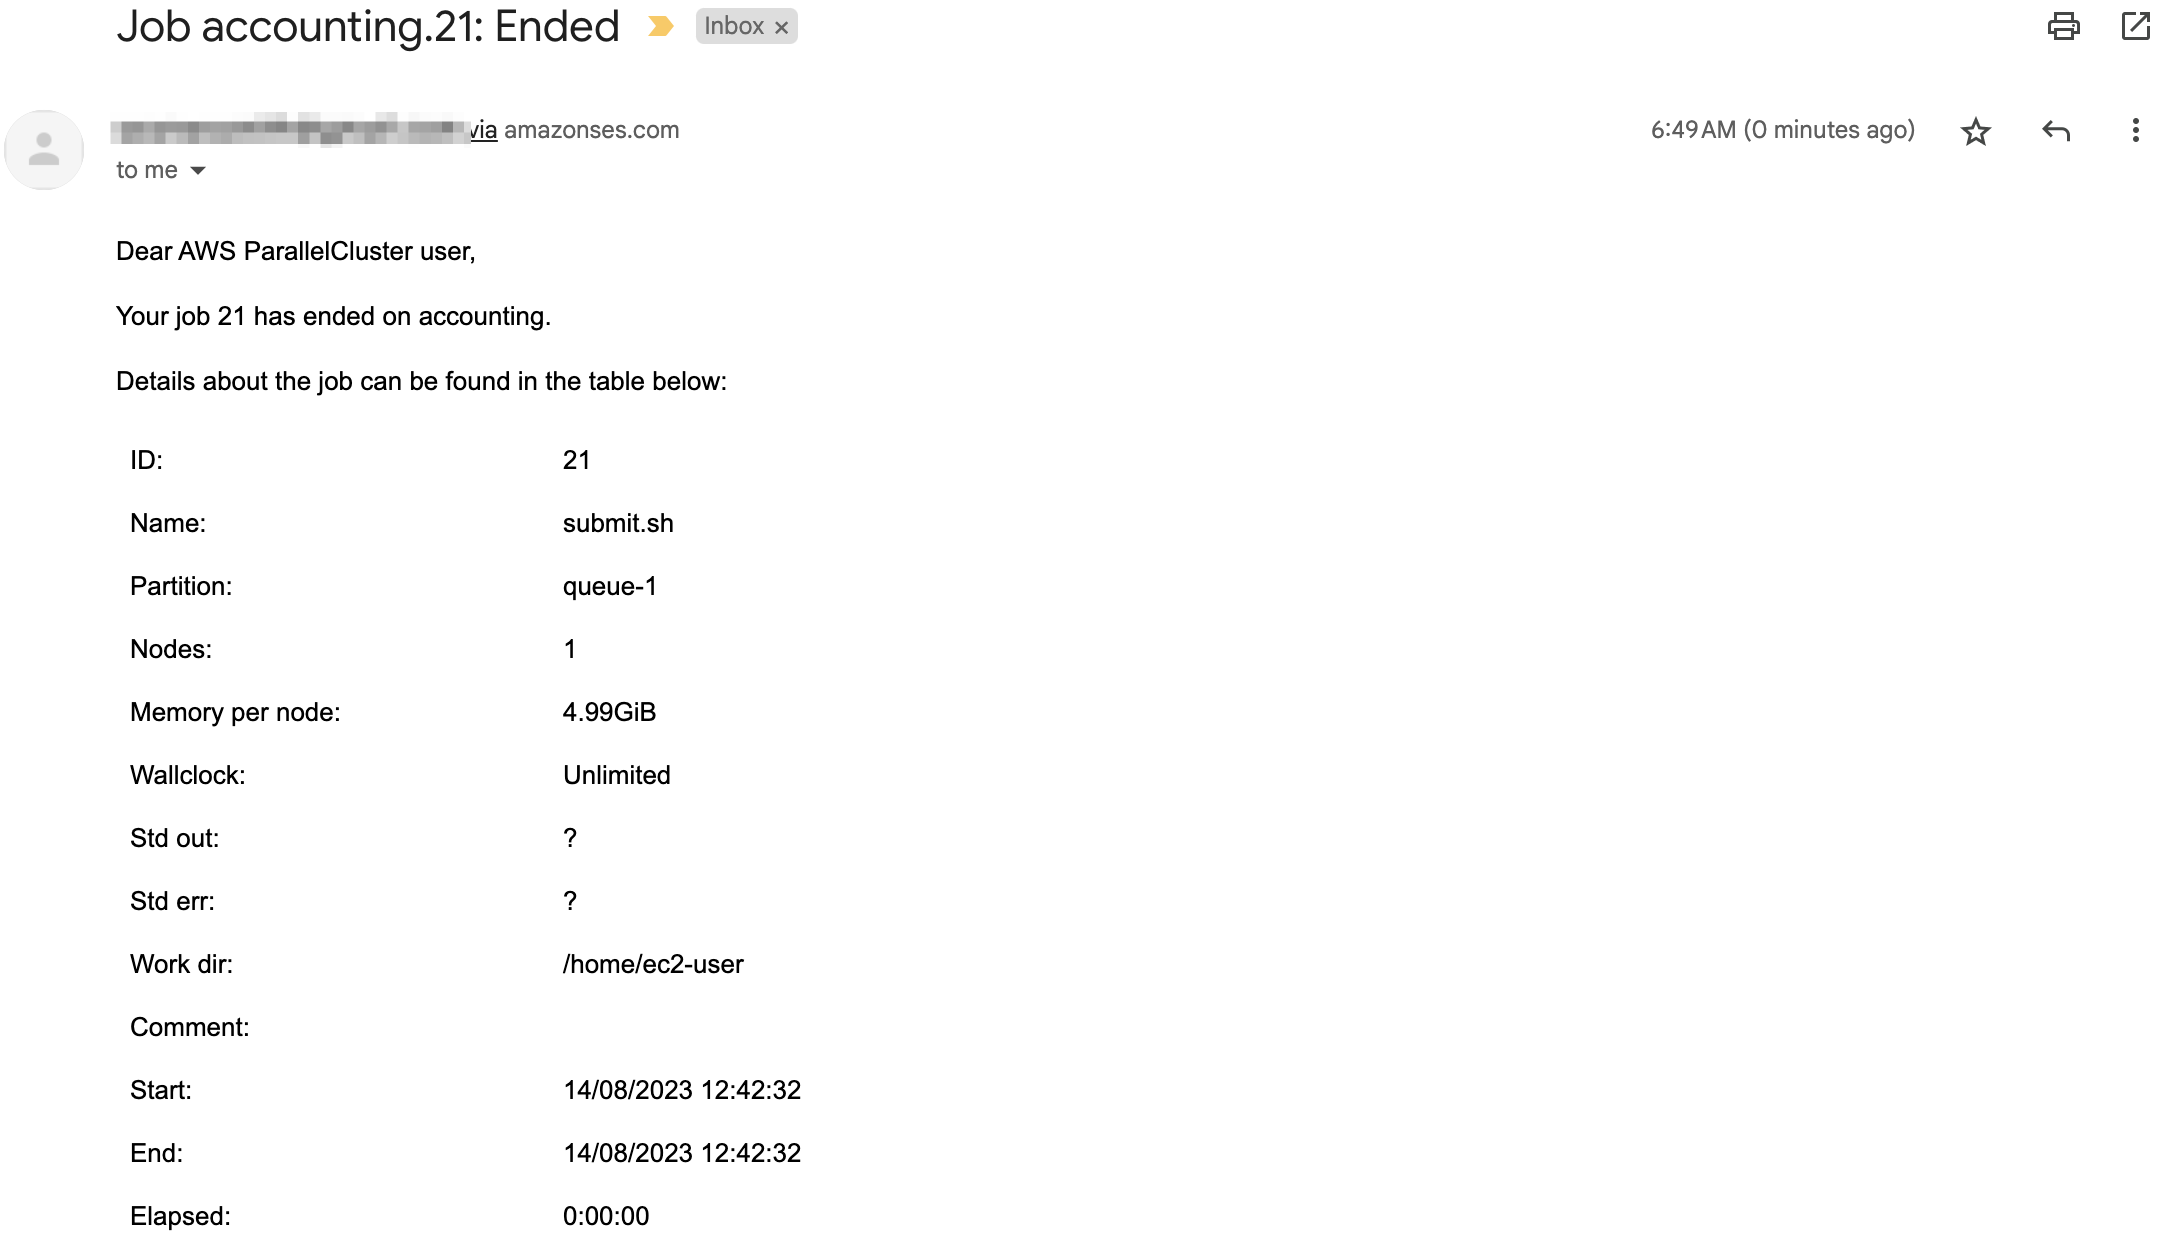 Job accounting.21: Ended Inbox ×
via amazonses.com 6:49 AM (0 minutes ago)
to me
Dear AWS ParallelCluster user,
Your job 21 has ended on accounting.
Details about the job can be found in the table below:
ID: 21
Name: submit.sh
Partition: queue-1
Nodes: 1
Memory per node: 4.99GiB
Wallclock: Unlimited
Std out: ?
Std err: ?
Work dir: /home/ec2-user
Comment:
Start: 14/08/2023 12:42:32
End: 14/08/2023 12:42:32
Elapsed: 0:00:00